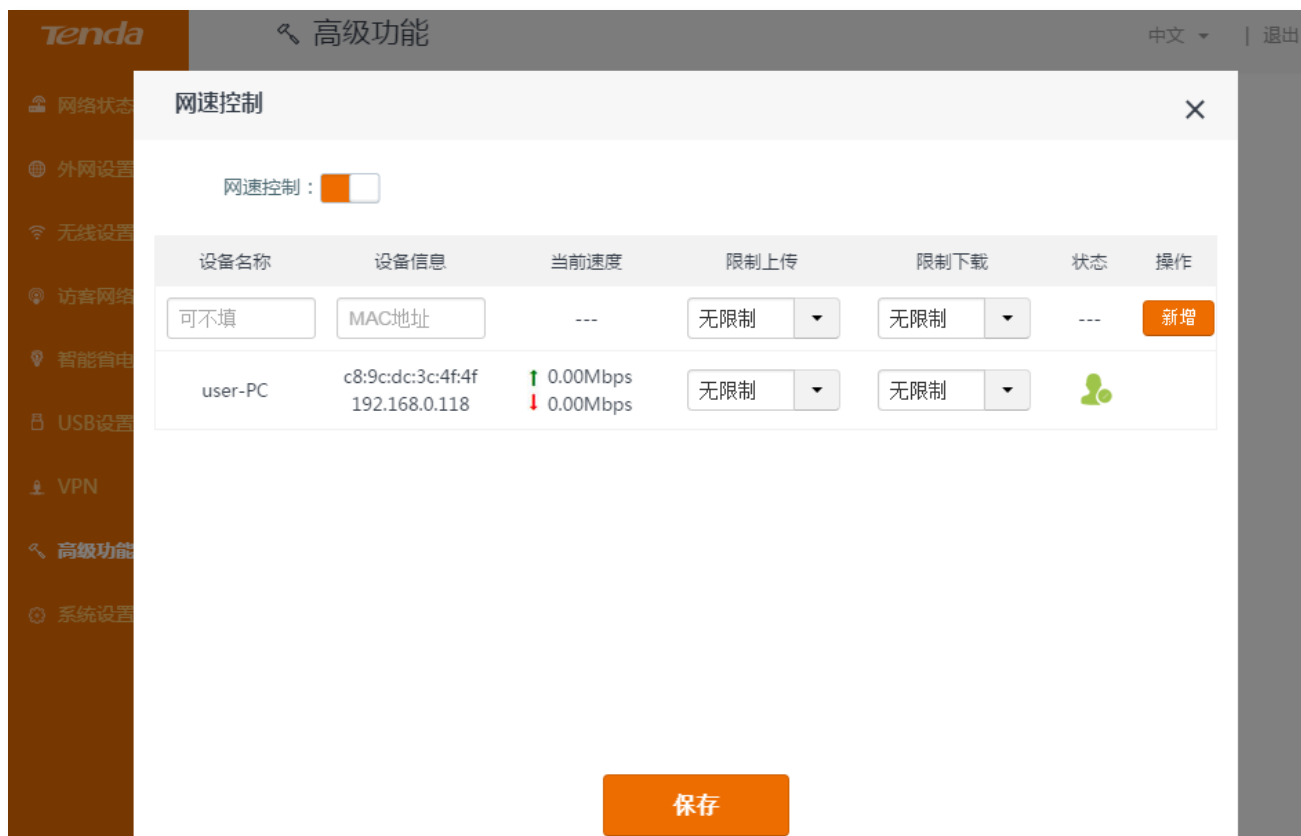 Tenda
高级功能
中文
| 退出
网络状态
外网设置
无线设置
访客网络
智能省电
USB设置
VPN
高级功能
系统设置
网速控制
网速控制：
设备名称 设备信息 当前速度 限制上传 限制下载 状态 操作
可不填 MAC地址 --- 无限制 无限制 --- 新增
user-PC c8:9c:dc:3c:4f:4f 0.00Mbps 无限制 无限制
192.168.0.118 0.00Mbps
保存